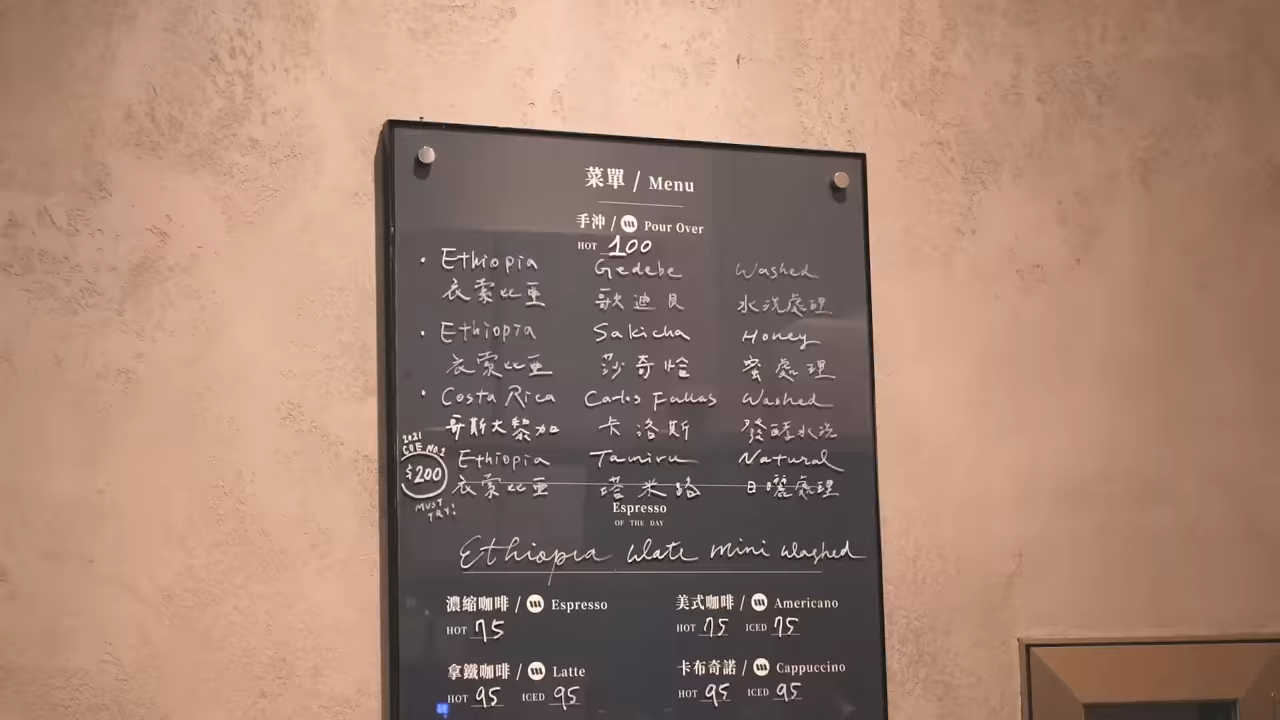 菜單 / Menu
手沖 / Pour Over
HOT 100
· Ethiopia Gedebe Washed
衣索比亞 歌迪貝 水洗處理
· Ethiopia Sakicha Honey
衣索比亞 莎奇恰 蜜處理
· Costa Rica Carlos Fallas Washed
哥斯大黎加 卡洛斯 發酵水洗
2021
COE NO.1
$200
MUST
TRY!
Ethiopia Tamiru Natural
衣索比亞 塔米路 日曬處理
Espresso
OF THE DAY
Ethiopia Wate mini washed
濃縮咖啡 / Espresso
HOT 75
美式咖啡 / Americano
HOT 75 ICED 75
拿鐵咖啡 / Latte
HOT 95 ICED 95
卡布奇諾 / Cappuccino
HOT 95 ICED 95